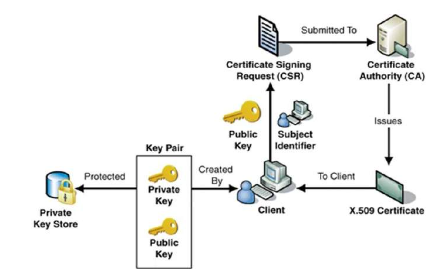 Submitted To
Certificate Signing
Request (CSR)
Certificate
Authority (CA)
Public
Key
Subject
Identifier
Issues
Key Pair
Protected
Private
Key
Created
By
To Client
Private
Key Store
Public
Key
Client
X.509 Certificate